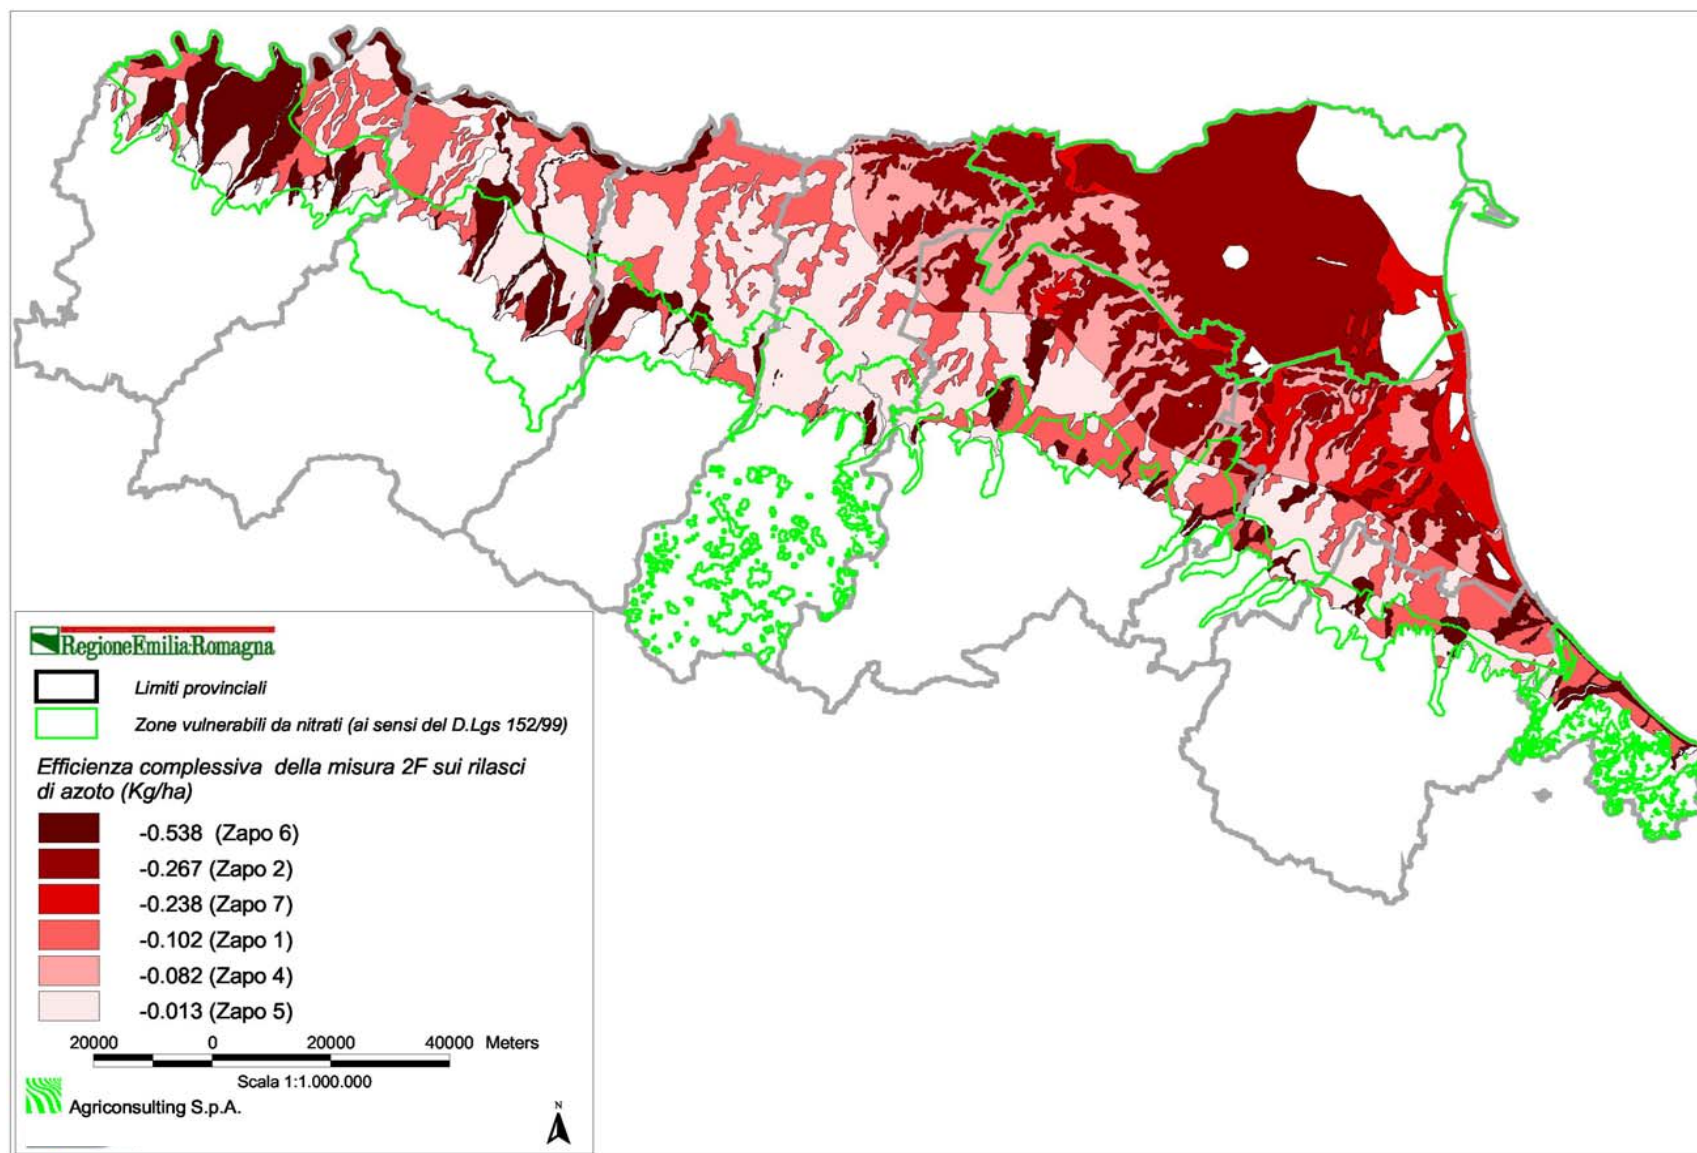 RegioneEmilia-Romagna
Limiti provinciali
Zone vulnerabili da nitrati (ai sensi del D.Lgs 152/99)
Efficienza complessiva della misura 2F sui rilasci
di azoto (Kg/ha)
-0.538 (Zapo 6)
-0.267 (Zapo 2)
-0.238 (Zapo 7)
-0.102 (Zapo 1)
-0.082 (Zapo 4)
-0.013 (Zapo 5)
20000 0 20000 40000 Meters
Scala 1:1.000.000
Agriconsulting S.p.A.
N